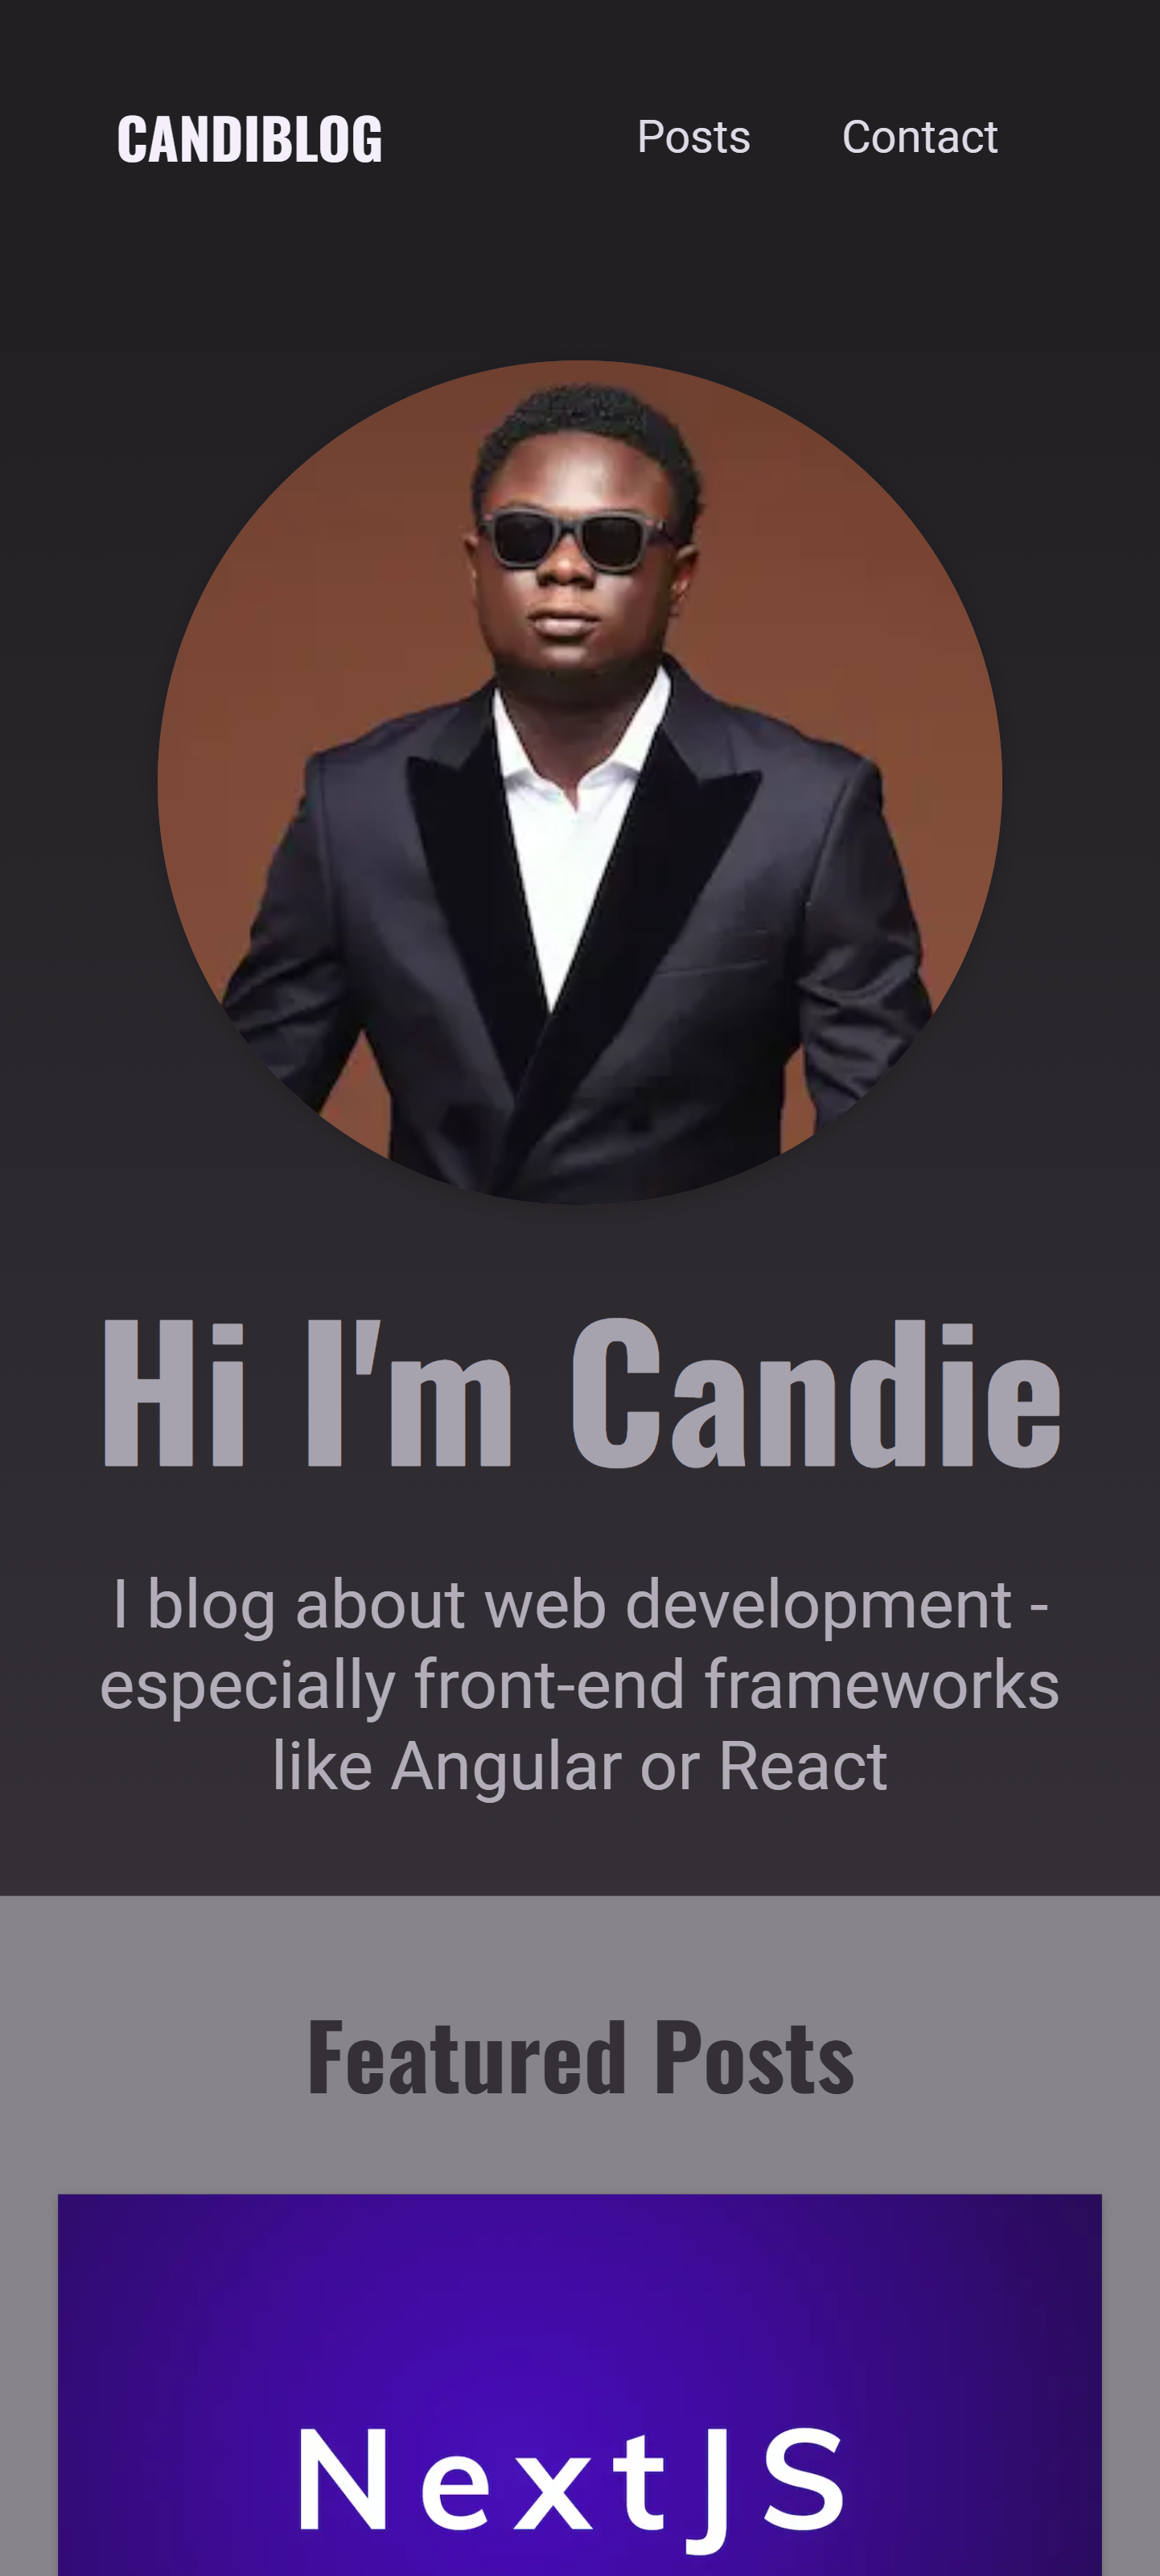 CANDIBLOG
Posts Contact
Hi I'm Candie
I blog about web development -
especially front-end frameworks
like Angular or React
Featured Posts
NextJS